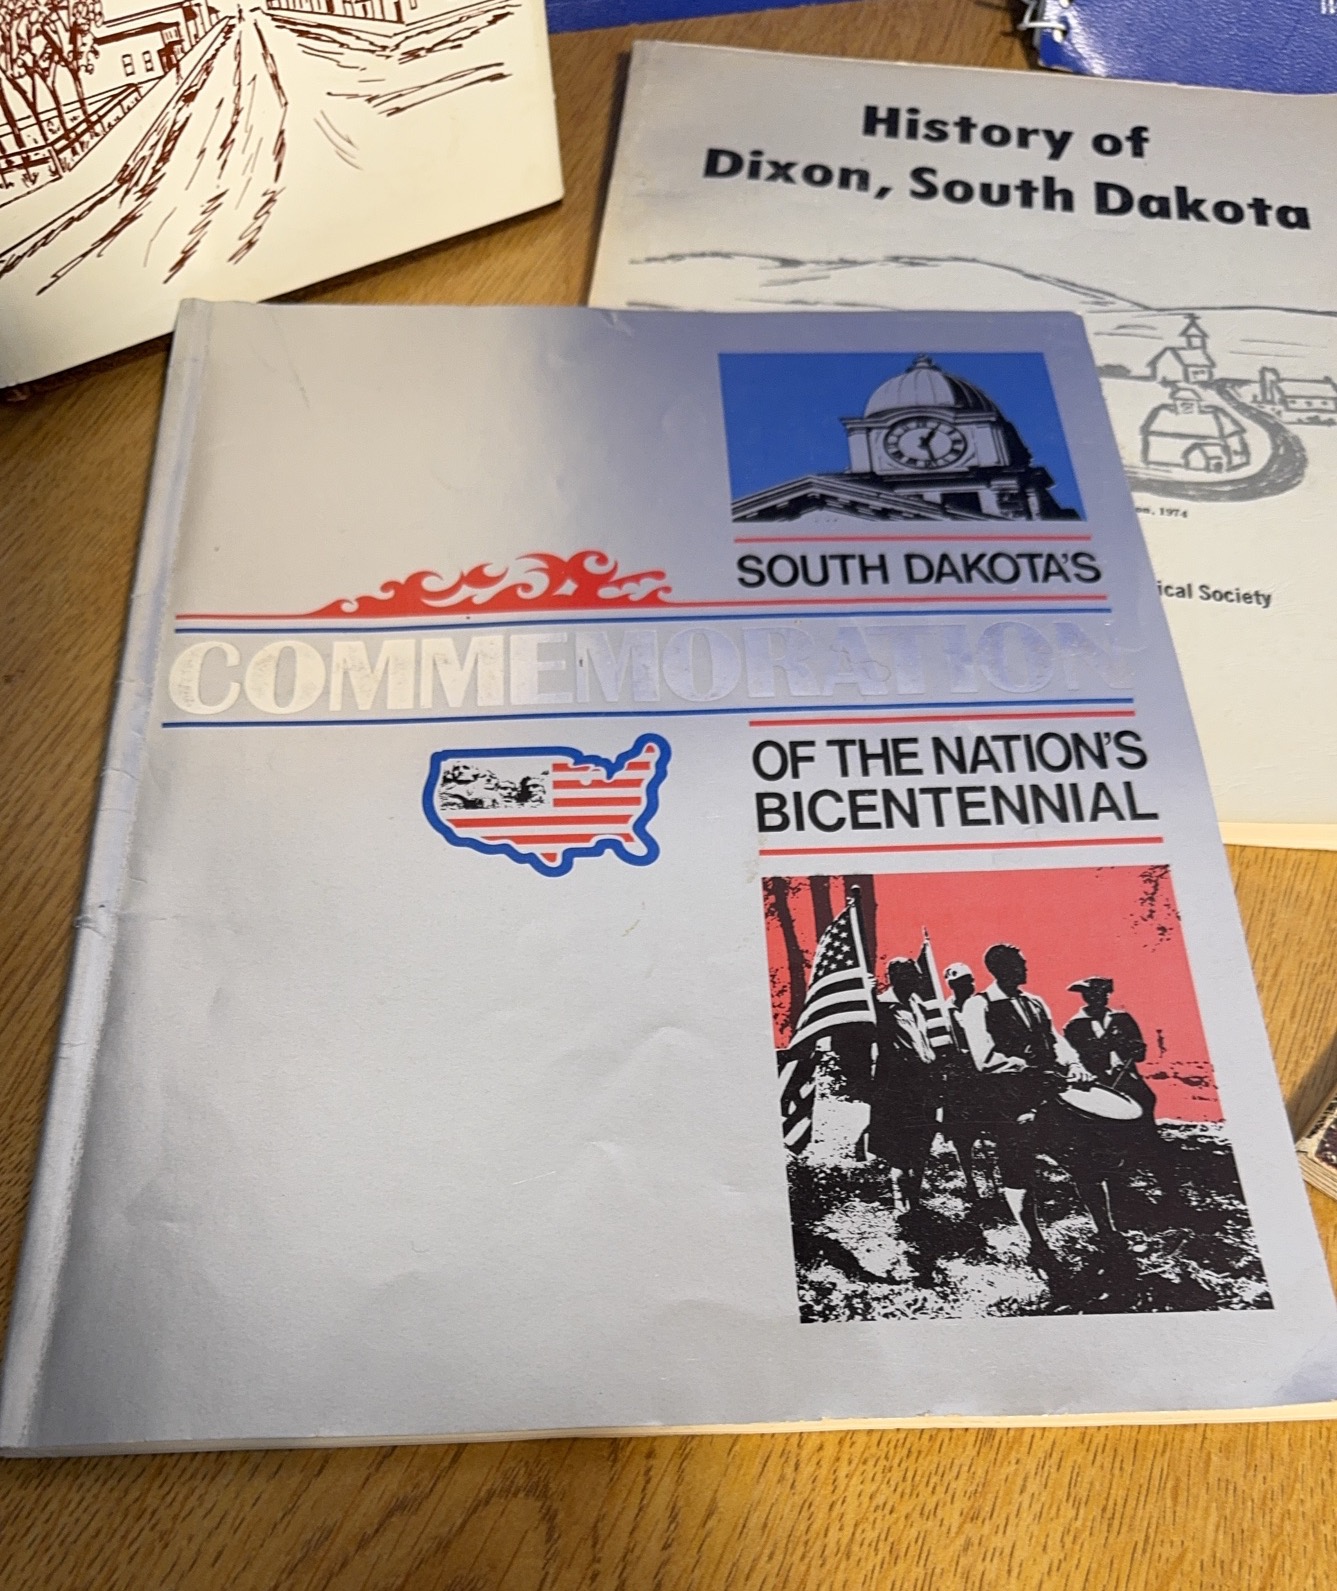 History of
Dixon, South Dakota
1974
ical Society
SOUTH DAKOTA'S
COMMEMORATION
OF THE NATION'S
BICENTENNIAL